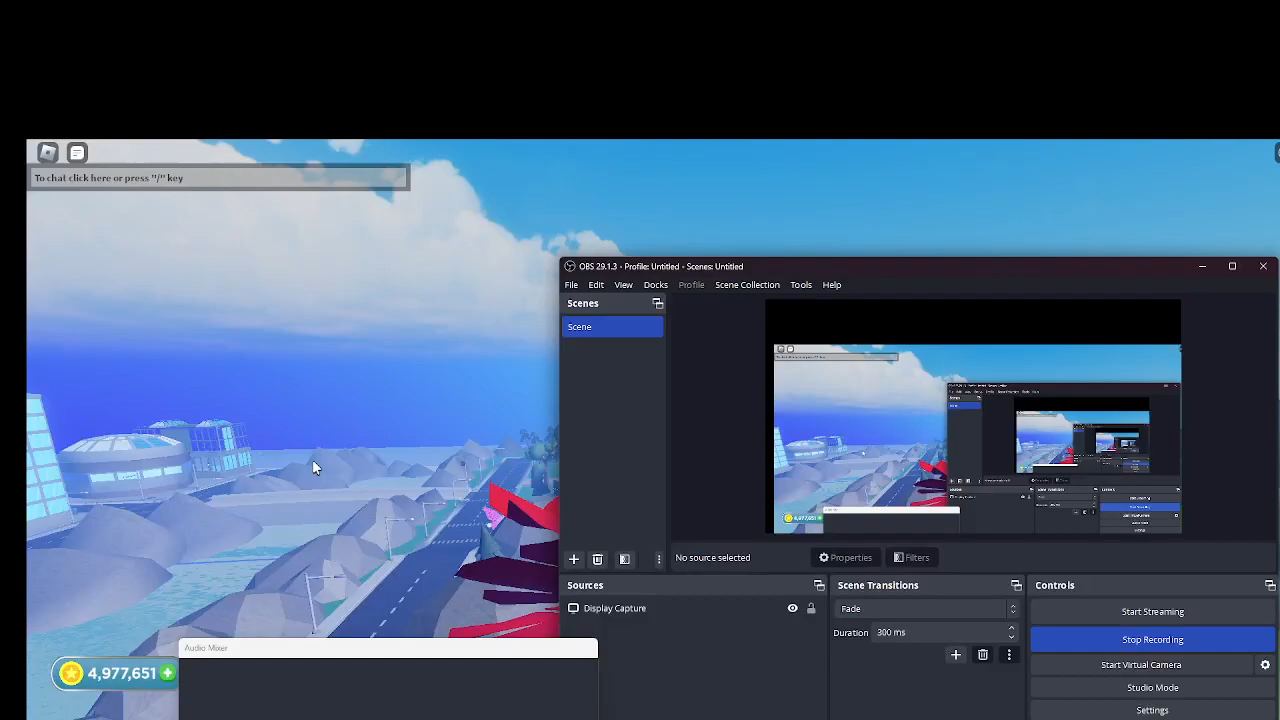 To chat click here or press "/" key
OBS 29.1.3 - Profile: Untitled - Scenes: Untitled
File Edit View Docks Profile Scene Collection Tools Help
Scenes
Scene
No source selected
Properties
Filters
Sources
Display Capture
Scene Transitions
Fade
Duration 300 ms
Controls
Start Streaming
Stop Recording
Start Virtual Camera
Studio Mode
Settings
Audio Mixer
4,977,651